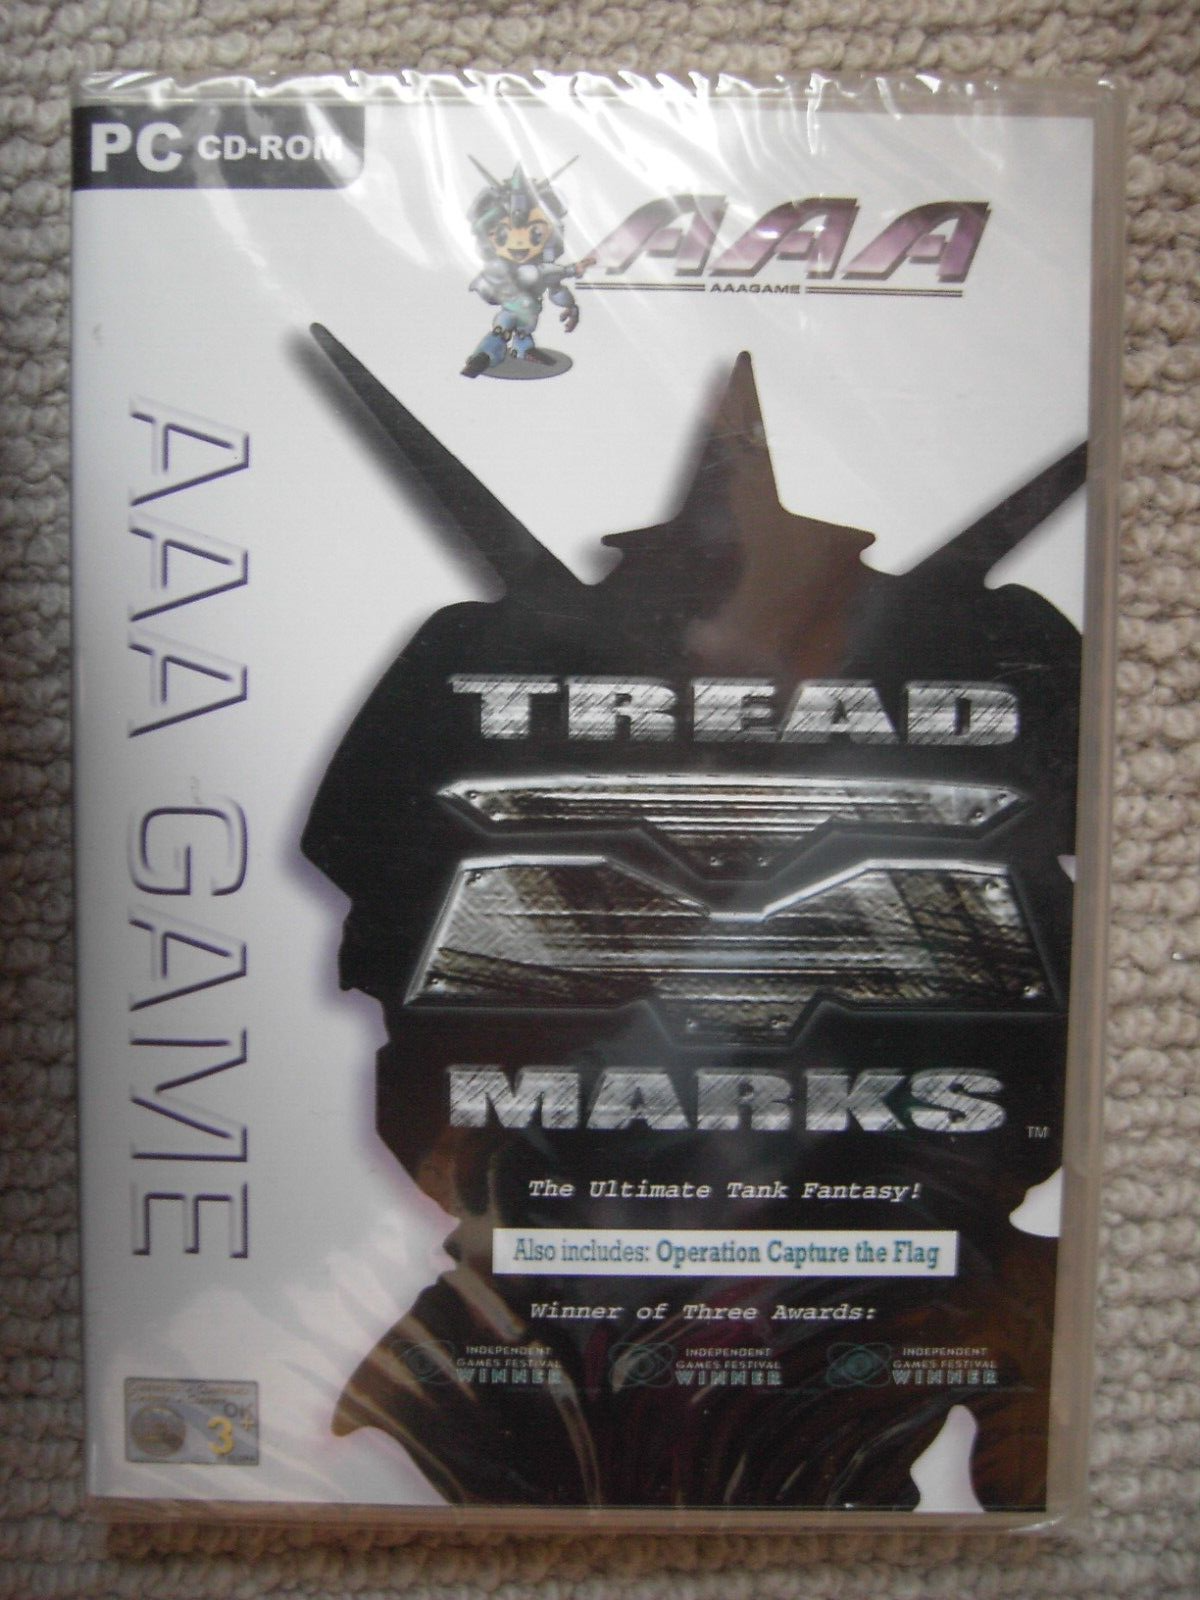 PC CD-ROM
AAA
AAAGAME
AAA GAME
TREAD
MARKS
TM
The Ultimate Tank Fantasy!
Also includes: Operation Capture the Flag
Winner of Three Awards:
INDEPENDENT
GAMES FESTIVAL
WINNER
INDEPENDENT
GAMES FESTIVAL
WINNER
INDEPENDENT
GAMES FESTIVAL
WINNER
OK
3+